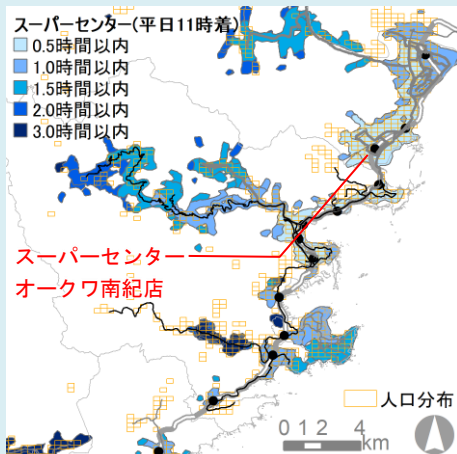 スーパーセンター(平日11時着)
0.5時間以内
1.0時間以内
1.5時間以内
2.0時間以内
3.0時間以内
スーパーセンター
オークワ南紀店
人口分布
0 1 2 4
km